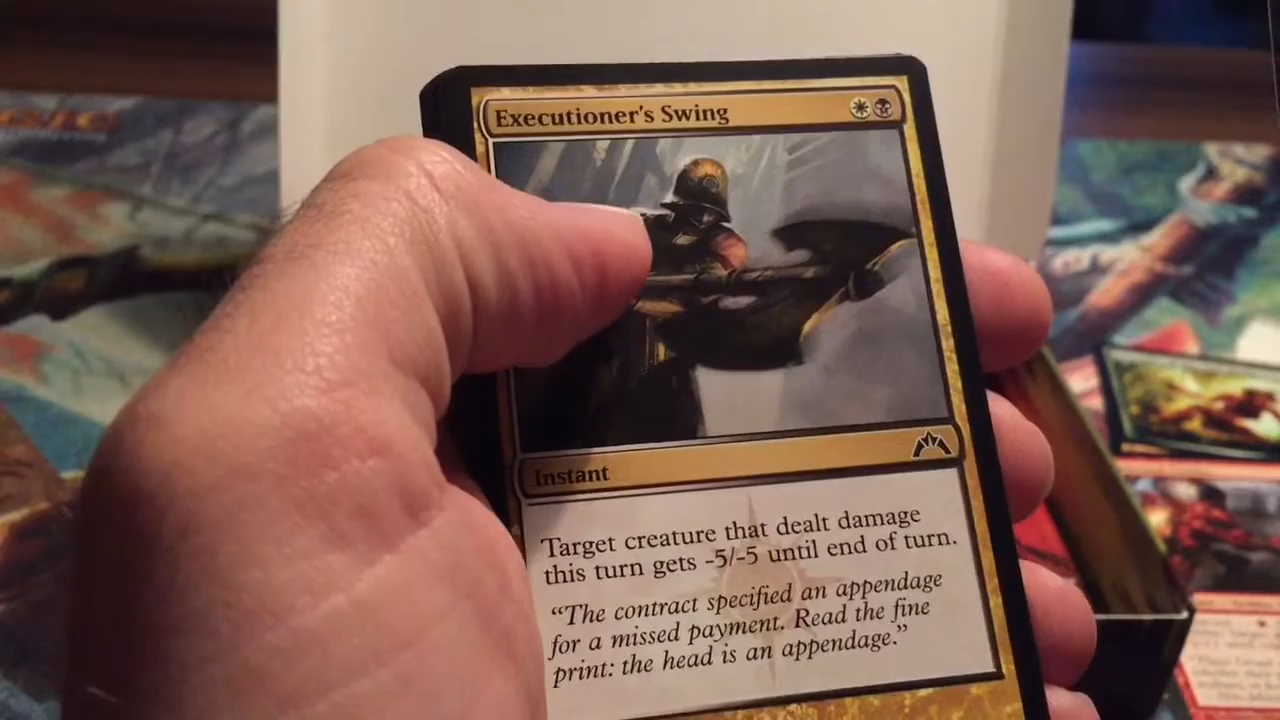 Executioner's Swing
Instant
Target creature that dealt damage
this turn gets -5/-5 until end of turn.
“The contract specified an appendage
for a missed payment. Read the fine
print: the head is an appendage.”